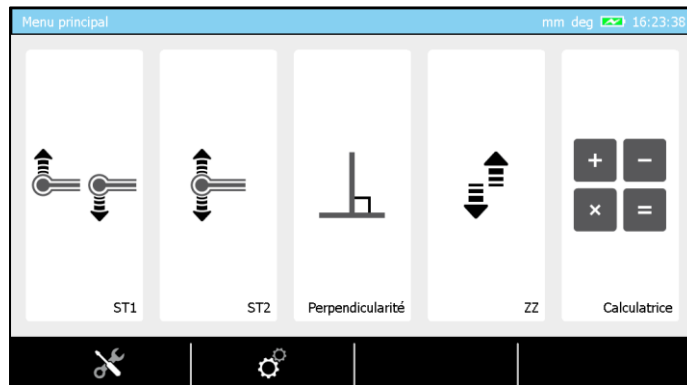 Menu principal mm deg 16:23:38
ST1 ST2 Perpendicularité ZZ Calculatrice